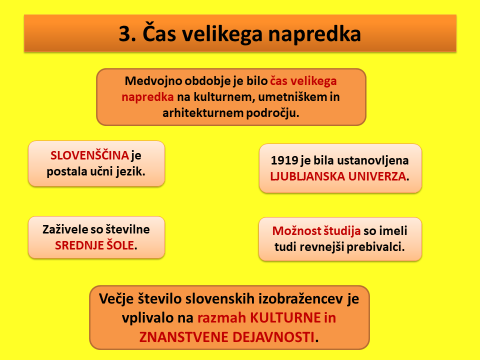 3. Čas velikega napredka
Medvojno obdobje je bilo čas velikega
napredka na kulturnem, umetniškem in
arhitekturnem področju.
SLOVENŠČINA je
postala učni jezik.
1919 je bila ustanovljena
LJUBLJANSKA UNIVERZA.
Zaživele so številne
SREDNJE ŠOLE.
Možnost študija so imeli
tudi revnejši prebivalci.
Večje število slovenskih izobražencev je
vplivalo na razmah KULTURNE in
ZNANSTVENE DEJAVNOSTI.